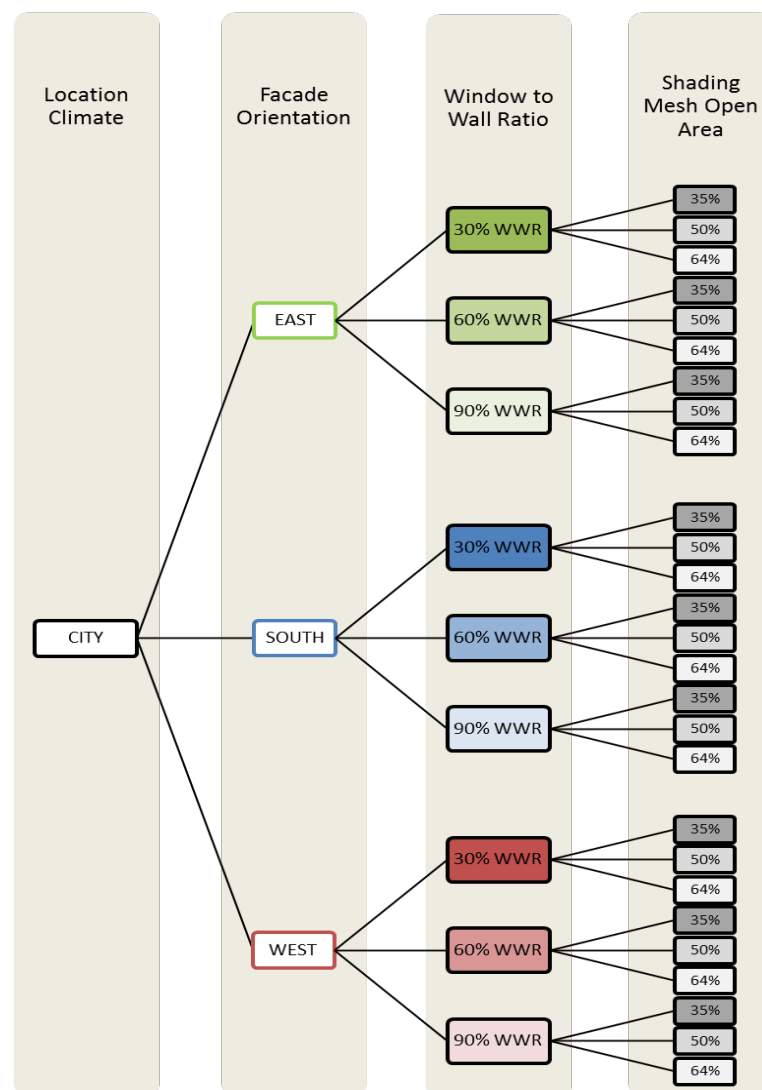 Location
Climate
Facade
Orientation
Window to
Wall Ratio
Shading
Mesh Open
Area
CITY
EAST
30% WWR
35%
50%
64%
60% WWR
35%
50%
64%
90% WWR
35%
50%
64%
SOUTH
30% WWR
35%
50%
64%
60% WWR
35%
50%
64%
90% WWR
35%
50%
64%
WEST
30% WWR
35%
50%
64%
60% WWR
35%
50%
64%
90% WWR
35%
50%
64%